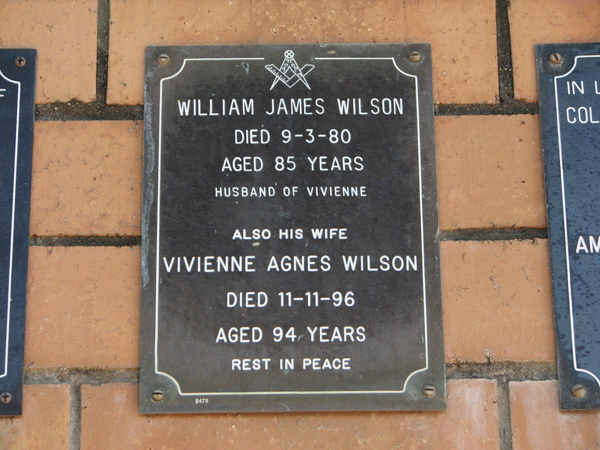 WILLIAM JAMES WILSON
DIED 9-3-80
AGED 85 YEARS
HUSBAND OF VIVIENNE
ALSO HIS WIFE
VIVIENNE AGNES WILSON
DIED 11-11-96
AGED 94 YEARS
REST IN PEACE
8479
F
IN L
COL
AM